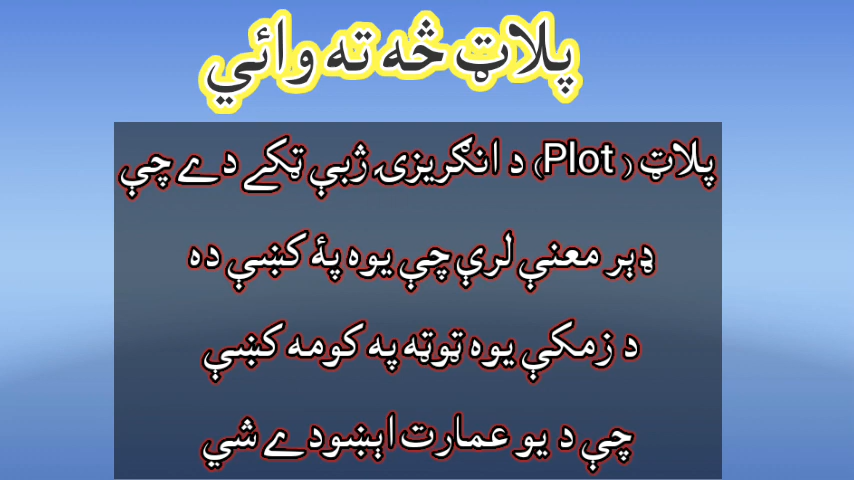 پلاټ څه ته وائي
پلاټ (Plot) د انګريزۍ ژبې ټکے دے چې
ډېر معنې لري چې يوه پۀ کښې ده
د زمکې يوه ټوټه په کومه کښې
چې د يو عمارت اېښودے شي